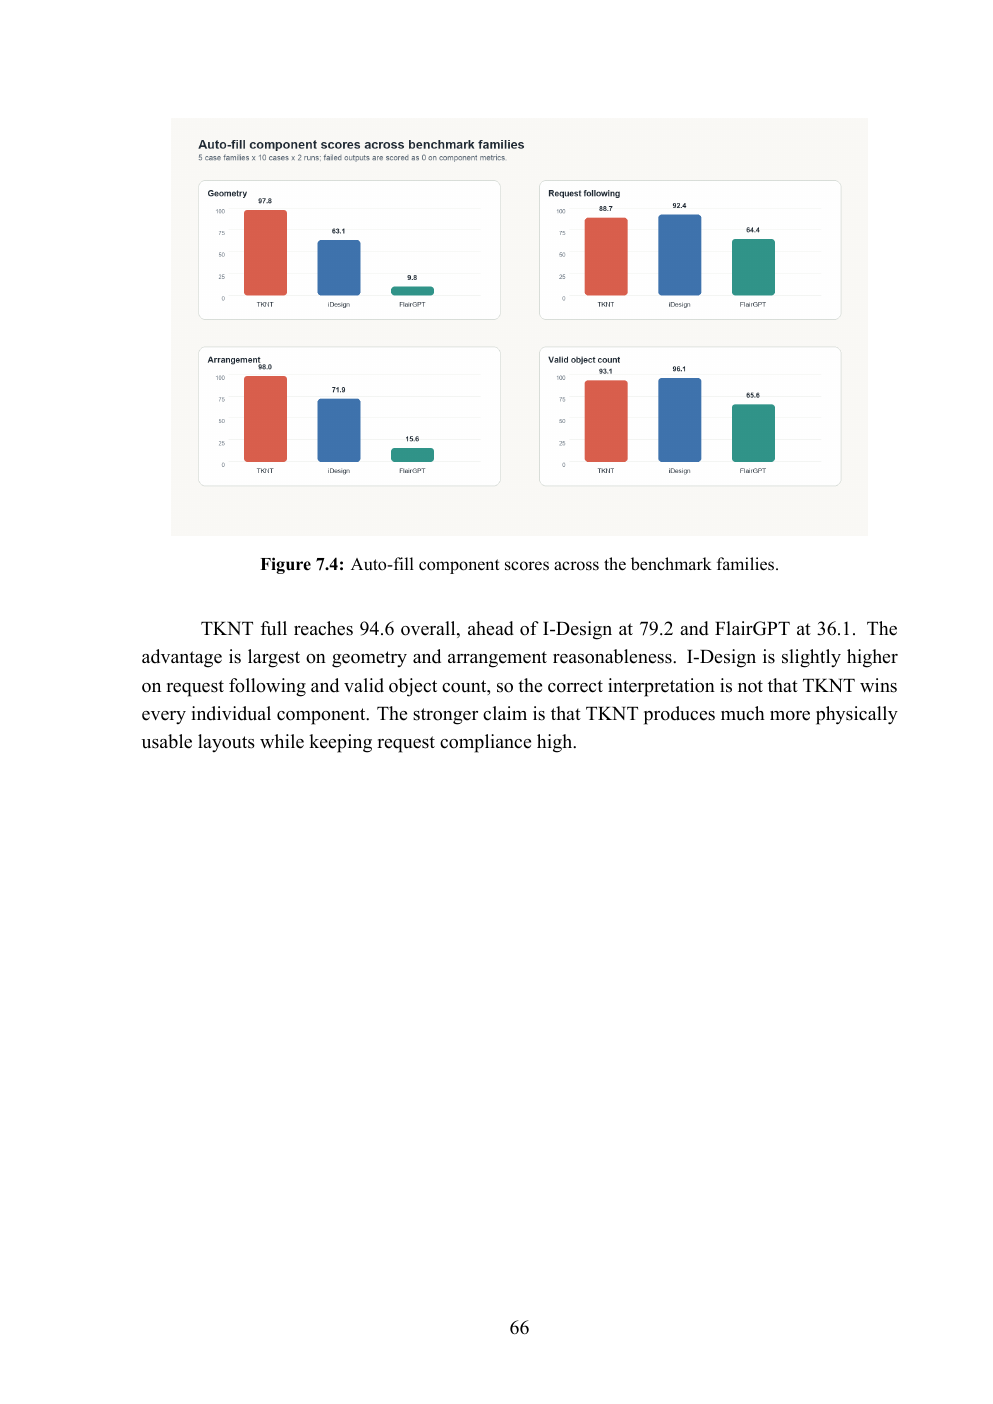 Auto-fill component scores across benchmark families
5 case families x 10 cases x 2 runs; failed outputs are scored as 0 on component metrics.
Geometry
97.8
63.1
9.8
100
75
50
25
0
TKNT
iDesign
FlairGPT
Request following
88.7
92.4
64.4
100
75
50
25
0
TKNT
iDesign
FlairGPT
Arrangement
98.0
71.9
15.6
100
75
50
25
0
TKNT
iDesign
FlairGPT
Valid object count
93.1
96.1
65.6
100
75
50
25
0
TKNT
iDesign
FlairGPT
Figure 7.4: Auto-fill component scores across the benchmark families.
TKNT full reaches 94.6 overall, ahead of I-Design at 79.2 and FlairGPT at 36.1. The
advantage is largest on geometry and arrangement reasonableness. I-Design is slightly higher
on request following and valid object count, so the correct interpretation is not that TKNT wins
every individual component. The stronger claim is that TKNT produces much more physically
usable layouts while keeping request compliance high.
66